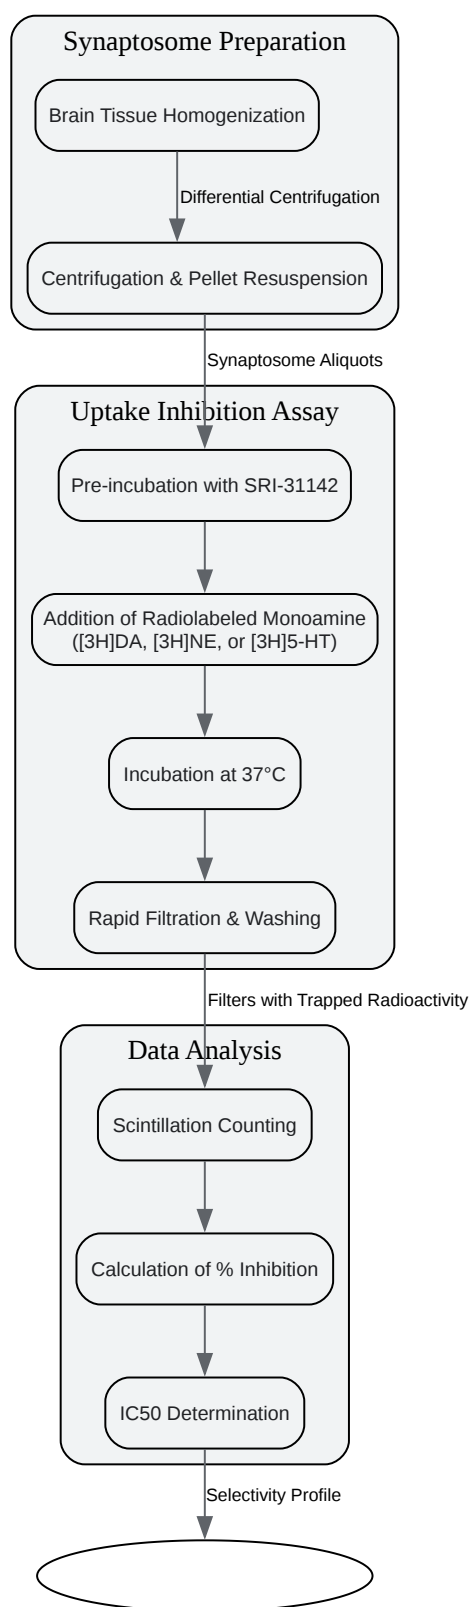 Synaptosome Preparation
Brain Tissue Homogenization
Differential Centrifugation
Centrifugation & Pellet Resuspension
Synaptosome Aliquots
Uptake Inhibition Assay
Pre-incubation with SRI-31142
Addition of Radiolabeled Monoamine
([3H]DA, [3H]NE, or [3H]5-HT)
Incubation at 37°C
Rapid Filtration & Washing
Filters with Trapped Radioactivity
Data Analysis
Scintillation Counting
Calculation of % Inhibition
IC50 Determination
Selectivity Profile